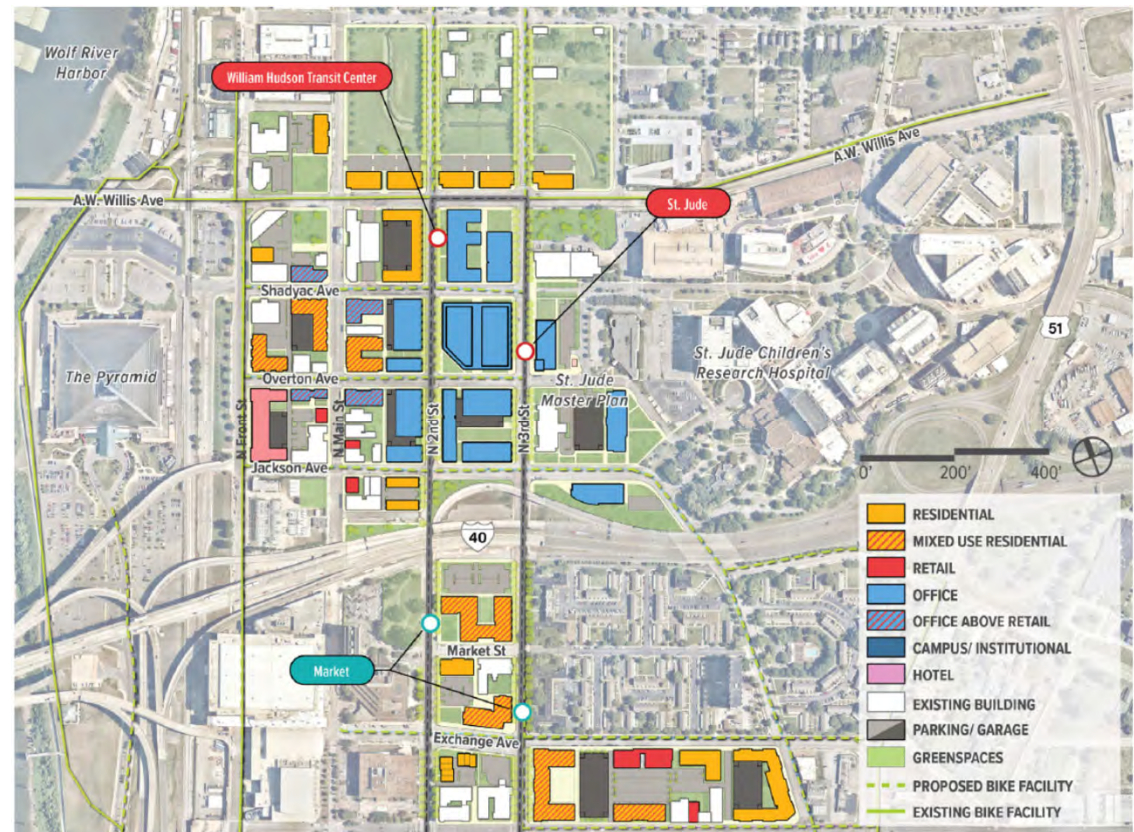 Wolf River
Harbor
William Hudson Transit Center
A.W. Willis Ave
A.W. Willis Ave
St. Jude
Shadyac Ave
51
The Pyramid
St. Jude Children's
Research Hospital
Overton Ave
St. Jude
Master Plan
N Front St
N Main St
N 2nd St
N 3rd St
Jackson Ave
0'
200'
400'
40
Market St
Market
Exchange Ave
RESIDENTIAL
MIXED USE RESIDENTIAL
RETAIL
OFFICE
OFFICE ABOVE RETAIL
CAMPUS/ INSTITUTIONAL
HOTEL
EXISTING BUILDING
PARKING/ GARAGE
GREENSPACES
PROPOSED BIKE FACILITY
EXISTING BIKE FACILITY